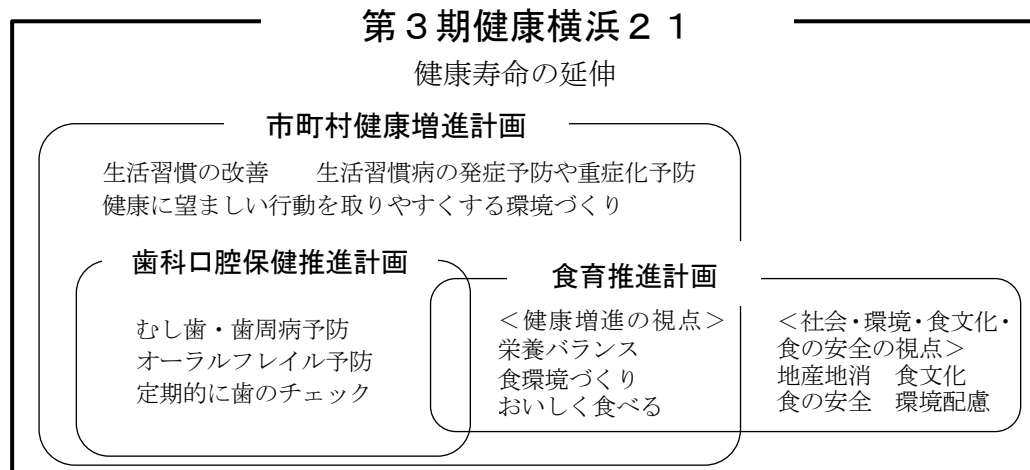 第３期健康横浜２１
健康寿命の延伸
市町村健康増進計画
生活習慣の改善　　生活習慣病の発症予防や重症化予防
健康に望ましい行動を取りやすくする環境づくり
歯科口腔保健推進計画
むし歯・歯周病予防
オーラルフレイル予防
定期的に歯のチェック
食育推進計画
＜健康増進の視点＞
栄養バランス
食環境づくり
おいしく食べる
＜社会・環境・食文化・
食の安全の視点＞
地産地消　食文化
食の安全　環境配慮